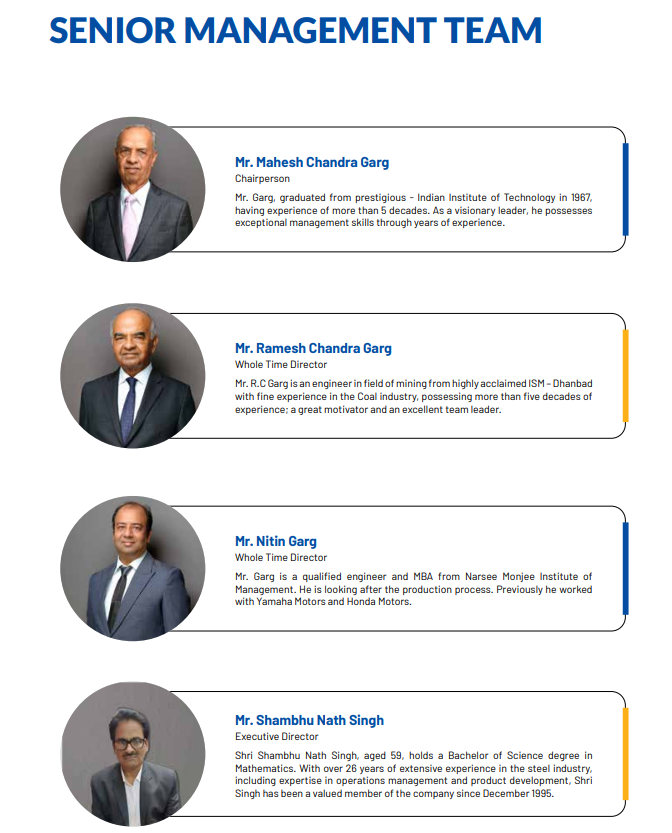 SENIOR MANAGEMENT TEAM
Mr. Mahesh Chandra Garg
Chairperson
Mr. Garg, graduated from prestigious - Indian Institute of Technology in 1967,
having experience of more than 5 decades. As a visionary leader, he possesses
exceptional management skills through years of experience.
Mr. Ramesh Chandra Garg
Whole Time Director
Mr. R.C Garg is an engineer in field of mining from highly acclaimed ISM – Dhanbad
with fine experience in the Coal industry, possessing more than five decades of
experience; a great motivator and an excellent team leader.
Mr. Nitin Garg
Whole Time Director
Mr. Garg is a qualified engineer and MBA from Narsee Monjee Institute of
Management. He is looking after the production process. Previously he worked
with Yamaha Motors and Honda Motors.
Mr. Shambhu Nath Singh
Executive Director
Shri Shambhu Nath Singh, aged 59, holds a Bachelor of Science degree in
Mathematics. With over 26 years of extensive experience in the steel industry,
including expertise in operations management and product development, Shri
Singh has been a valued member of the company since December 1995.